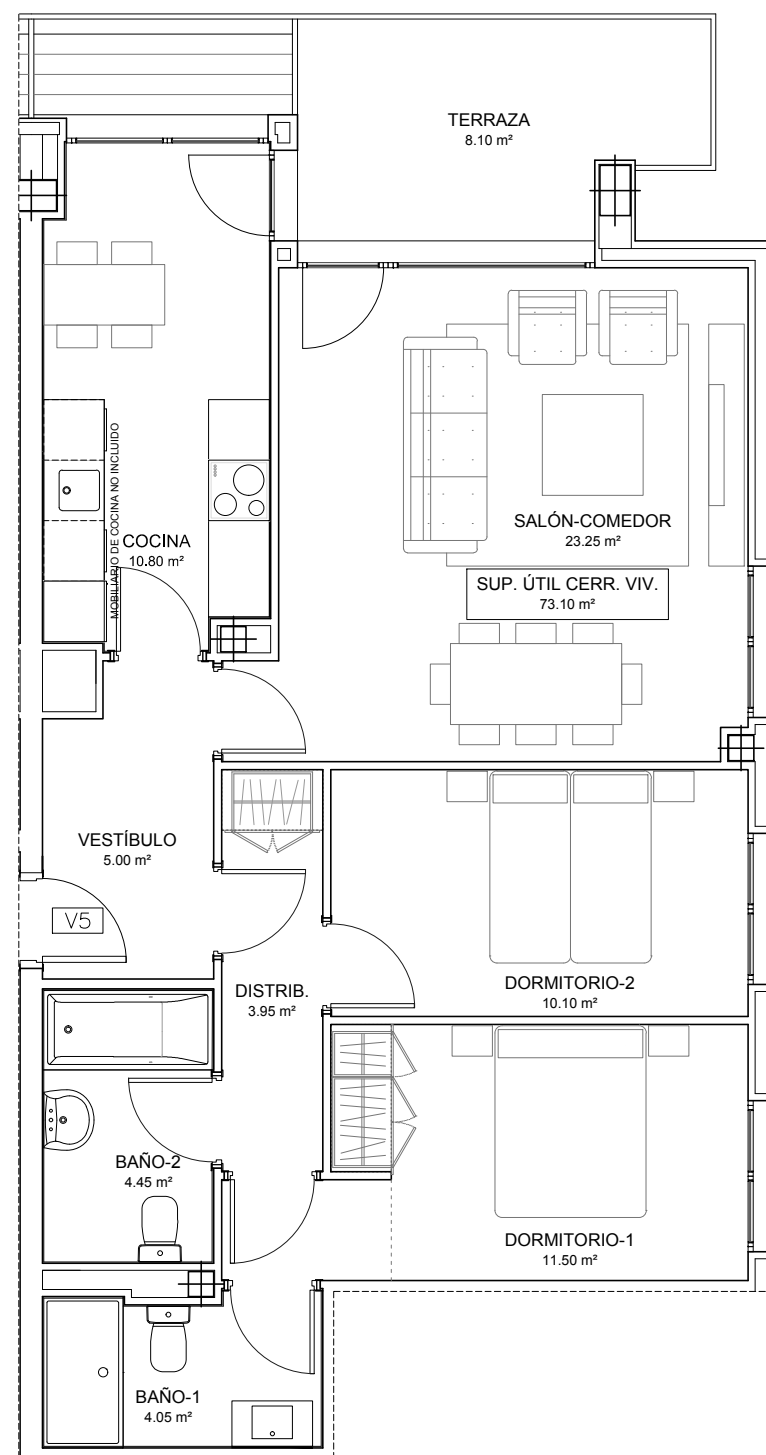 TERRAZA
8.10 m²
MOBILIARIO DE COCINA NO INCLUIDO
COCINA
10.80 m²
SALÓN-COMEDOR
23.25 m²
SUP. ÚTIL CERR. VIV.
73.10 m²
VESTÍBULO
5.00 m²
V5
DISTRIB.
3.95 m²
DORMITORIO-2
10.10 m²
BAÑO-2
4.45 m²
DORMITORIO-1
11.50 m²
BAÑO-1
4.05 m²